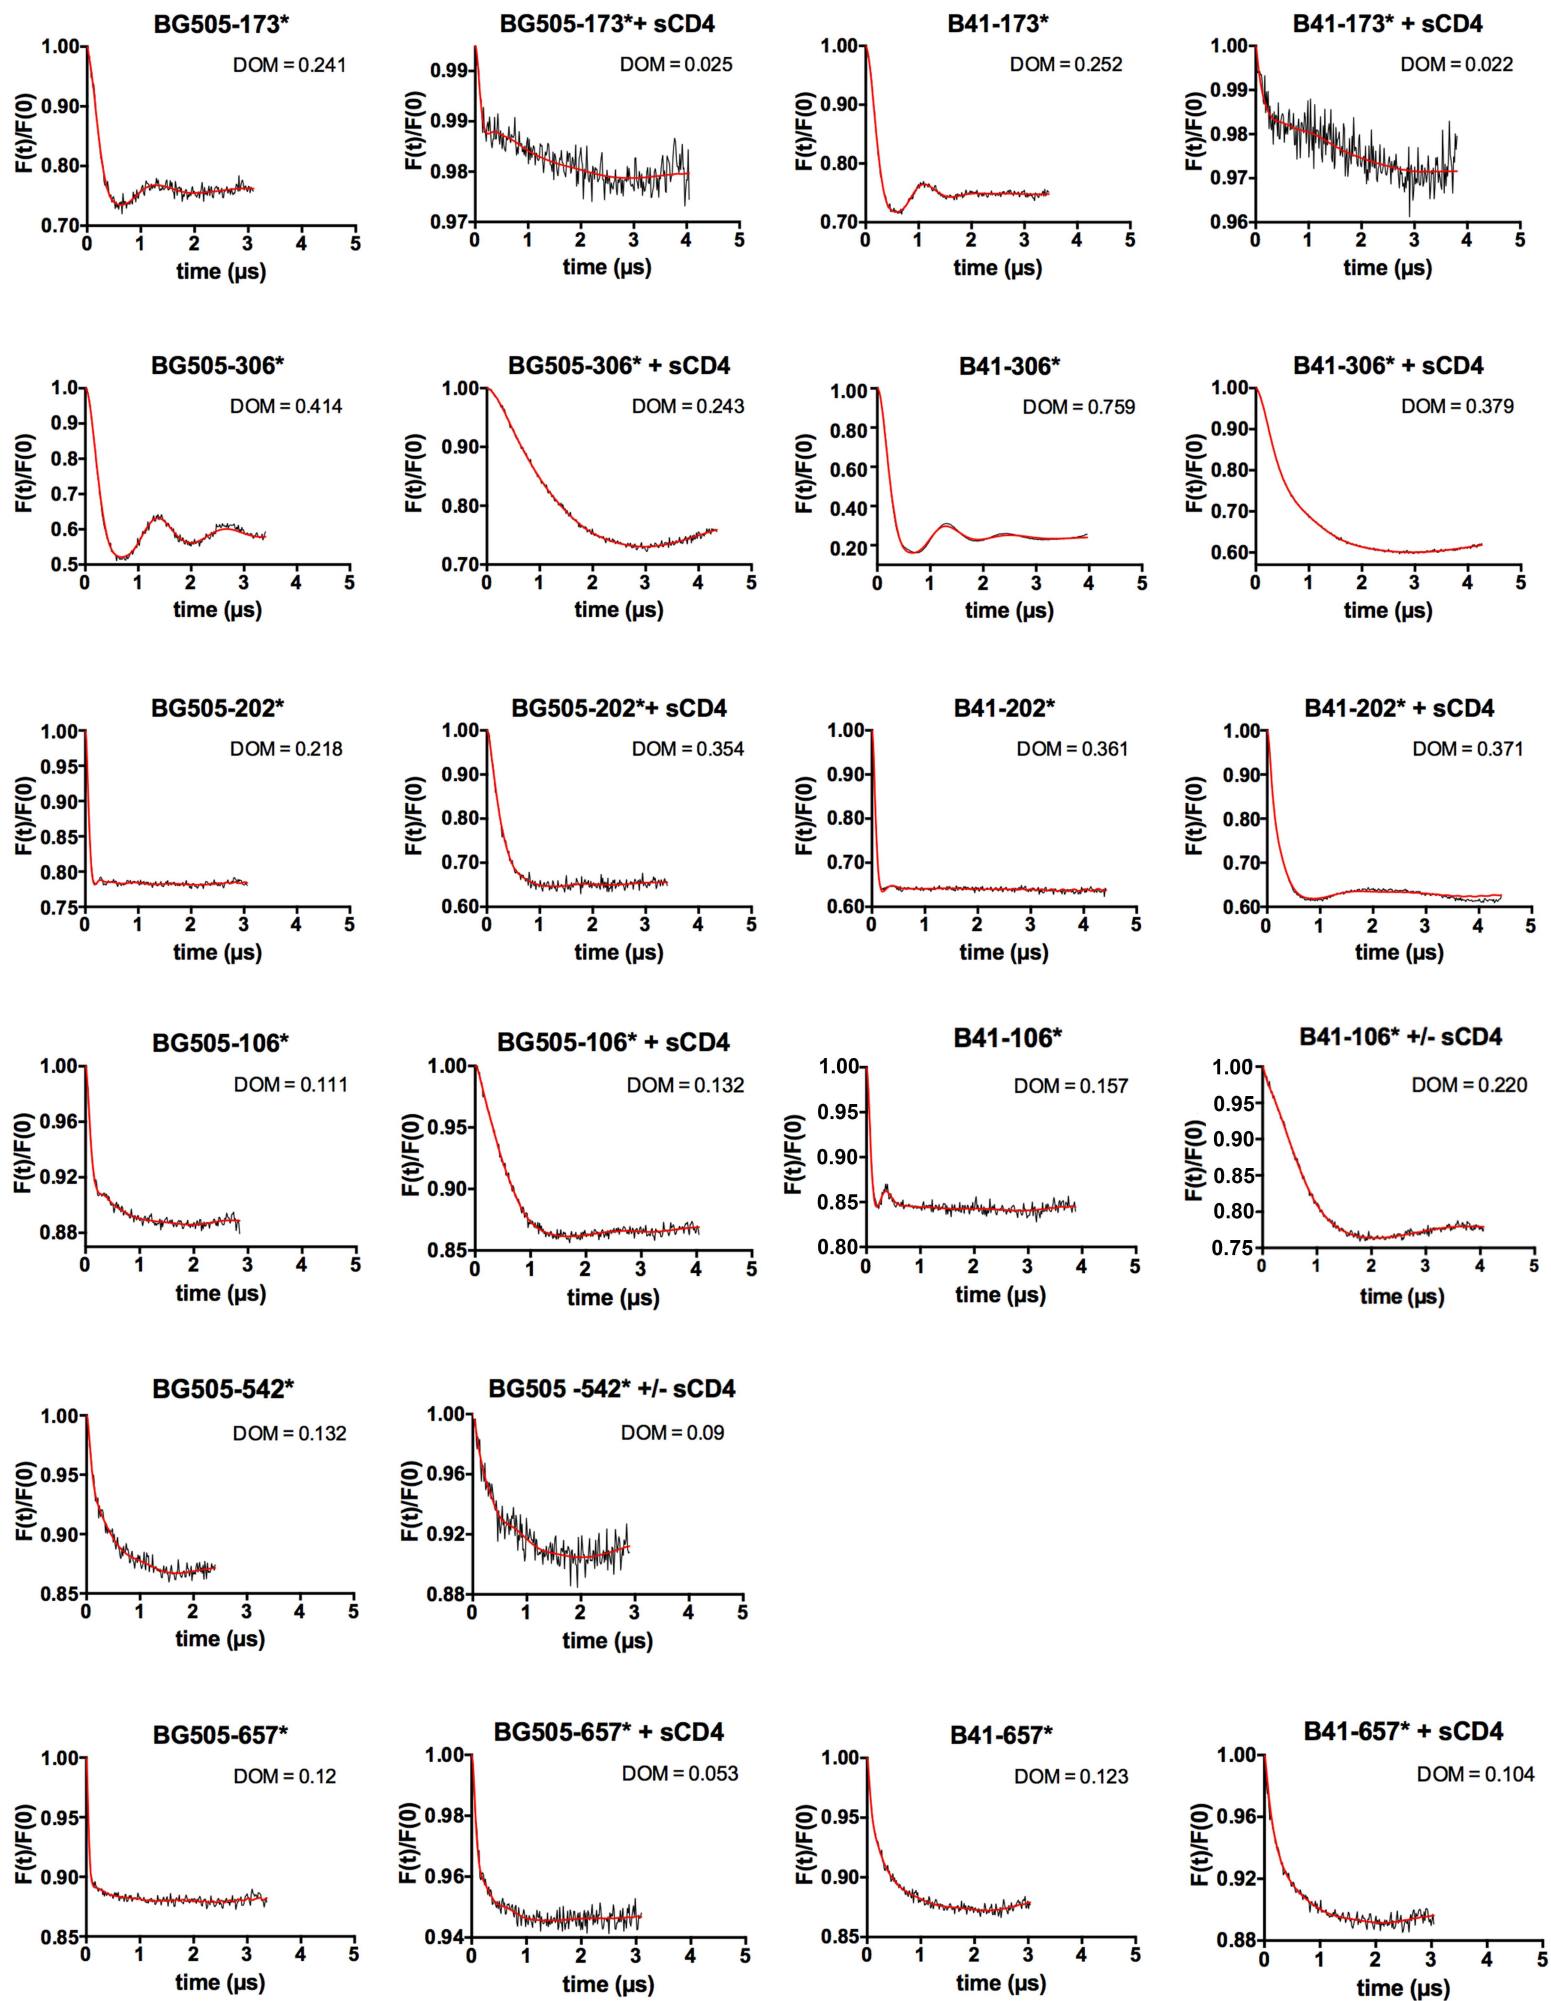 BG505-173*
DOM = 0.241
F(t)/F(0)
1.00
0.90
0.80
0.70
0 1 2 3 4 5
time (µs)
BG505-173*+ sCD4
DOM = 0.025
F(t)/F(0)
0.99
0.99
0.98
0.97
0 1 2 3 4 5
time (µs)
B41-173*
DOM = 0.252
F(t)/F(0)
1.00
0.90
0.80
0.70
0 1 2 3 4 5
time (µs)
B41-173* + sCD4
DOM = 0.022
F(t)/F(0)
1.00
0.99
0.98
0.97
0.96
0 1 2 3 4 5
time (µs)
BG505-306*
DOM = 0.414
F(t)/F(0)
1.0
0.9
0.8
0.7
0.6
0.5
0 1 2 3 4 5
time (µs)
BG505-306* + sCD4
DOM = 0.243
F(t)/F(0)
1.00
0.90
0.80
0.70
0 1 2 3 4 5
time (µs)
B41-306*
DOM = 0.759
F(t)/F(0)
1.00
0.80
0.60
0.40
0.20
0 1 2 3 4 5
time (µs)
B41-306* + sCD4
DOM = 0.379
F(t)/F(0)
1.00
0.90
0.80
0.70
0.60
0 1 2 3 4 5
time (µs)
BG505-202*
DOM = 0.218
F(t)/F(0)
1.00
0.95
0.90
0.85
0.80
0.75
0 1 2 3 4 5
time (µs)
BG505-202*+ sCD4
DOM = 0.354
F(t)/F(0)
1.00
0.90
0.80
0.70
0.60
0 1 2 3 4 5
time (µs)
B41-202*
DOM = 0.361
F(t)/F(0)
1.00
0.90
0.80
0.70
0.60
0 1 2 3 4 5
time (µs)
B41-202* + sCD4
DOM = 0.371
F(t)/F(0)
1.00
0.90
0.80
0.70
0.60
0 1 2 3 4 5
time (µs)
BG505-106*
DOM = 0.111
F(t)/F(0)
1.00
0.96
0.92
0.88
0 1 2 3 4 5
time (µs)
BG505-106* + sCD4
DOM = 0.132
F(t)/F(0)
1.00
0.95
0.90
0.85
0 1 2 3 4 5
time (µs)
B41-106*
DOM = 0.157
F(t)/F(0)
1.00
0.95
0.90
0.85
0.80
0 1 2 3 4 5
time (µs)
B41-106* +/- sCD4
DOM = 0.220
F(t)/F(0)
1.00
0.95
0.90
0.85
0.80
0.75
0 1 2 3 4 5
time (µs)
BG505-542*
DOM = 0.132
F(t)/F(0)
1.00
0.95
0.90
0.85
0 1 2 3 4 5
time (µs)
BG505 -542* +/- sCD4
DOM = 0.09
F(t)/F(0)
1.00
0.96
0.92
0.88
0 1 2 3 4 5
time (µs)
BG505-657*
DOM = 0.12
F(t)/F(0)
1.00
0.95
0.90
0.85
0 1 2 3 4 5
time (µs)
BG505-657* + sCD4
DOM = 0.053
F(t)/F(0)
1.00
0.98
0.96
0.94
0 1 2 3 4 5
time (µs)
B41-657*
DOM = 0.123
F(t)/F(0)
1.00
0.95
0.90
0.85
0 1 2 3 4 5
time (µs)
B41-657* + sCD4
DOM = 0.104
F(t)/F(0)
1.00
0.96
0.92
0.88
0 1 2 3 4 5
time (µs)